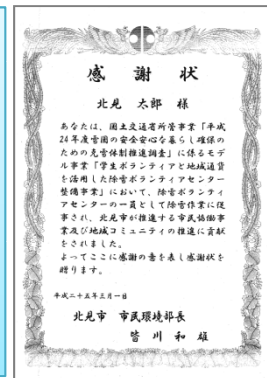 感謝状
北見 太郎 様
あなたは、国土交通省所管事業「平成
24年度雪国の安全安心な暮らし確保の
ための克雪体制推進調査」に係るモデ
ル事業「学生ボランティアと地域通貨
を活用した除雪ボランティアセンター
整備事業」において、除雪ボランティ
アセンターの一員として除雪作業に従
事され、北見市が推進する市民協働事
業及び地域コミュニティの推進に貢献
をされました。
よってここに感謝の意を表し感謝状を
贈ります。
平成二十五年三月一日
北見市 市民環境部長
皆川和雄